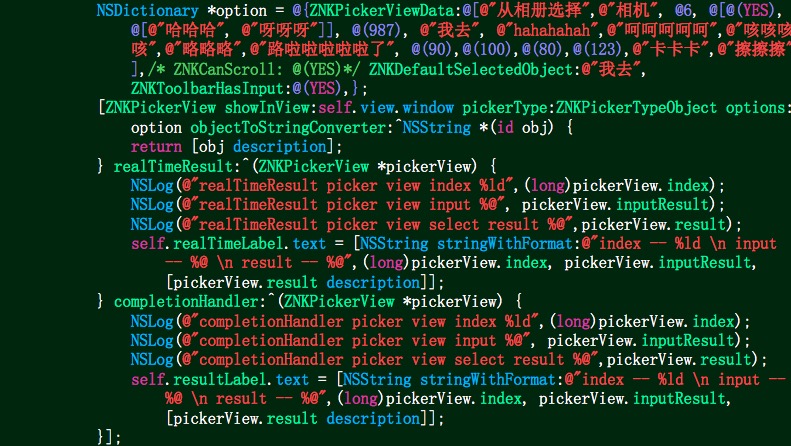 NSDictionary *option = @{ZNKPickerViewData:@[@"从相册选择",@"相机", @6, @[@(YES),
@[@"哈哈哈", @"呀呀呀"]], @(987), @"我去", @"hahahahah",@"呵呵呵呵呵",@"咳咳咳
咳",@"略略略",@"路啦啦啦啦啦了", @(90),@(100),@(80),@(123),@"卡卡卡",@"擦擦擦"
],/* ZNKCanScroll: @(YES)*/ ZNKDefaultSelectedObject:@"我去",
ZNKToolbarHasInput:@(YES),};
[ZNKPickerView showInView:self.view.window pickerType:ZNKPickerTypeObject options:
option objectToStringConverter:^NSString *(id obj) {
return [obj description];
} realTimeResult:^(ZNKPickerView *pickerView) {
NSLog(@"realTimeResult picker view index %ld",(long)pickerView.index);
NSLog(@"realTimeResult picker view input %@", pickerView.inputResult);
NSLog(@"realTimeResult picker view select result %@",pickerView.result);
self.realTimeLabel.text = [NSString stringWithFormat:@"index -- %ld \n input
-- %@ \n result -- %@",(long)pickerView.index, pickerView.inputResult,
[pickerView.result description]];
} completionHandler:^(ZNKPickerView *pickerView) {
NSLog(@"completionHandler picker view index %ld",(long)pickerView.index);
NSLog(@"completionHandler picker view input %@", pickerView.inputResult);
NSLog(@"completionHandler picker view select result %@",pickerView.result);
self.resultLabel.text = [NSString stringWithFormat:@"index -- %ld \n input --
%@ \n result -- %@",(long)pickerView.index, pickerView.inputResult,
[pickerView.result description]];
}];